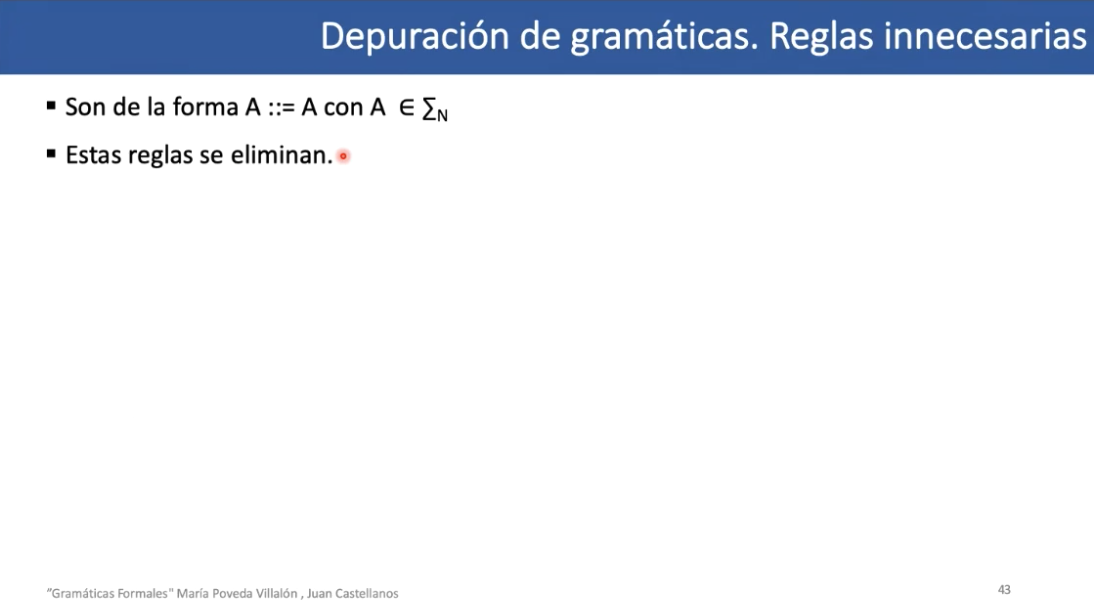 Depuración de gramáticas. Reglas innecesarias
▪ Son de la forma A ::= A con A ∈ ∑N
▪ Estas reglas se eliminan.
"Gramáticas Formales" María Poveda Villalón , Juan Castellanos
43